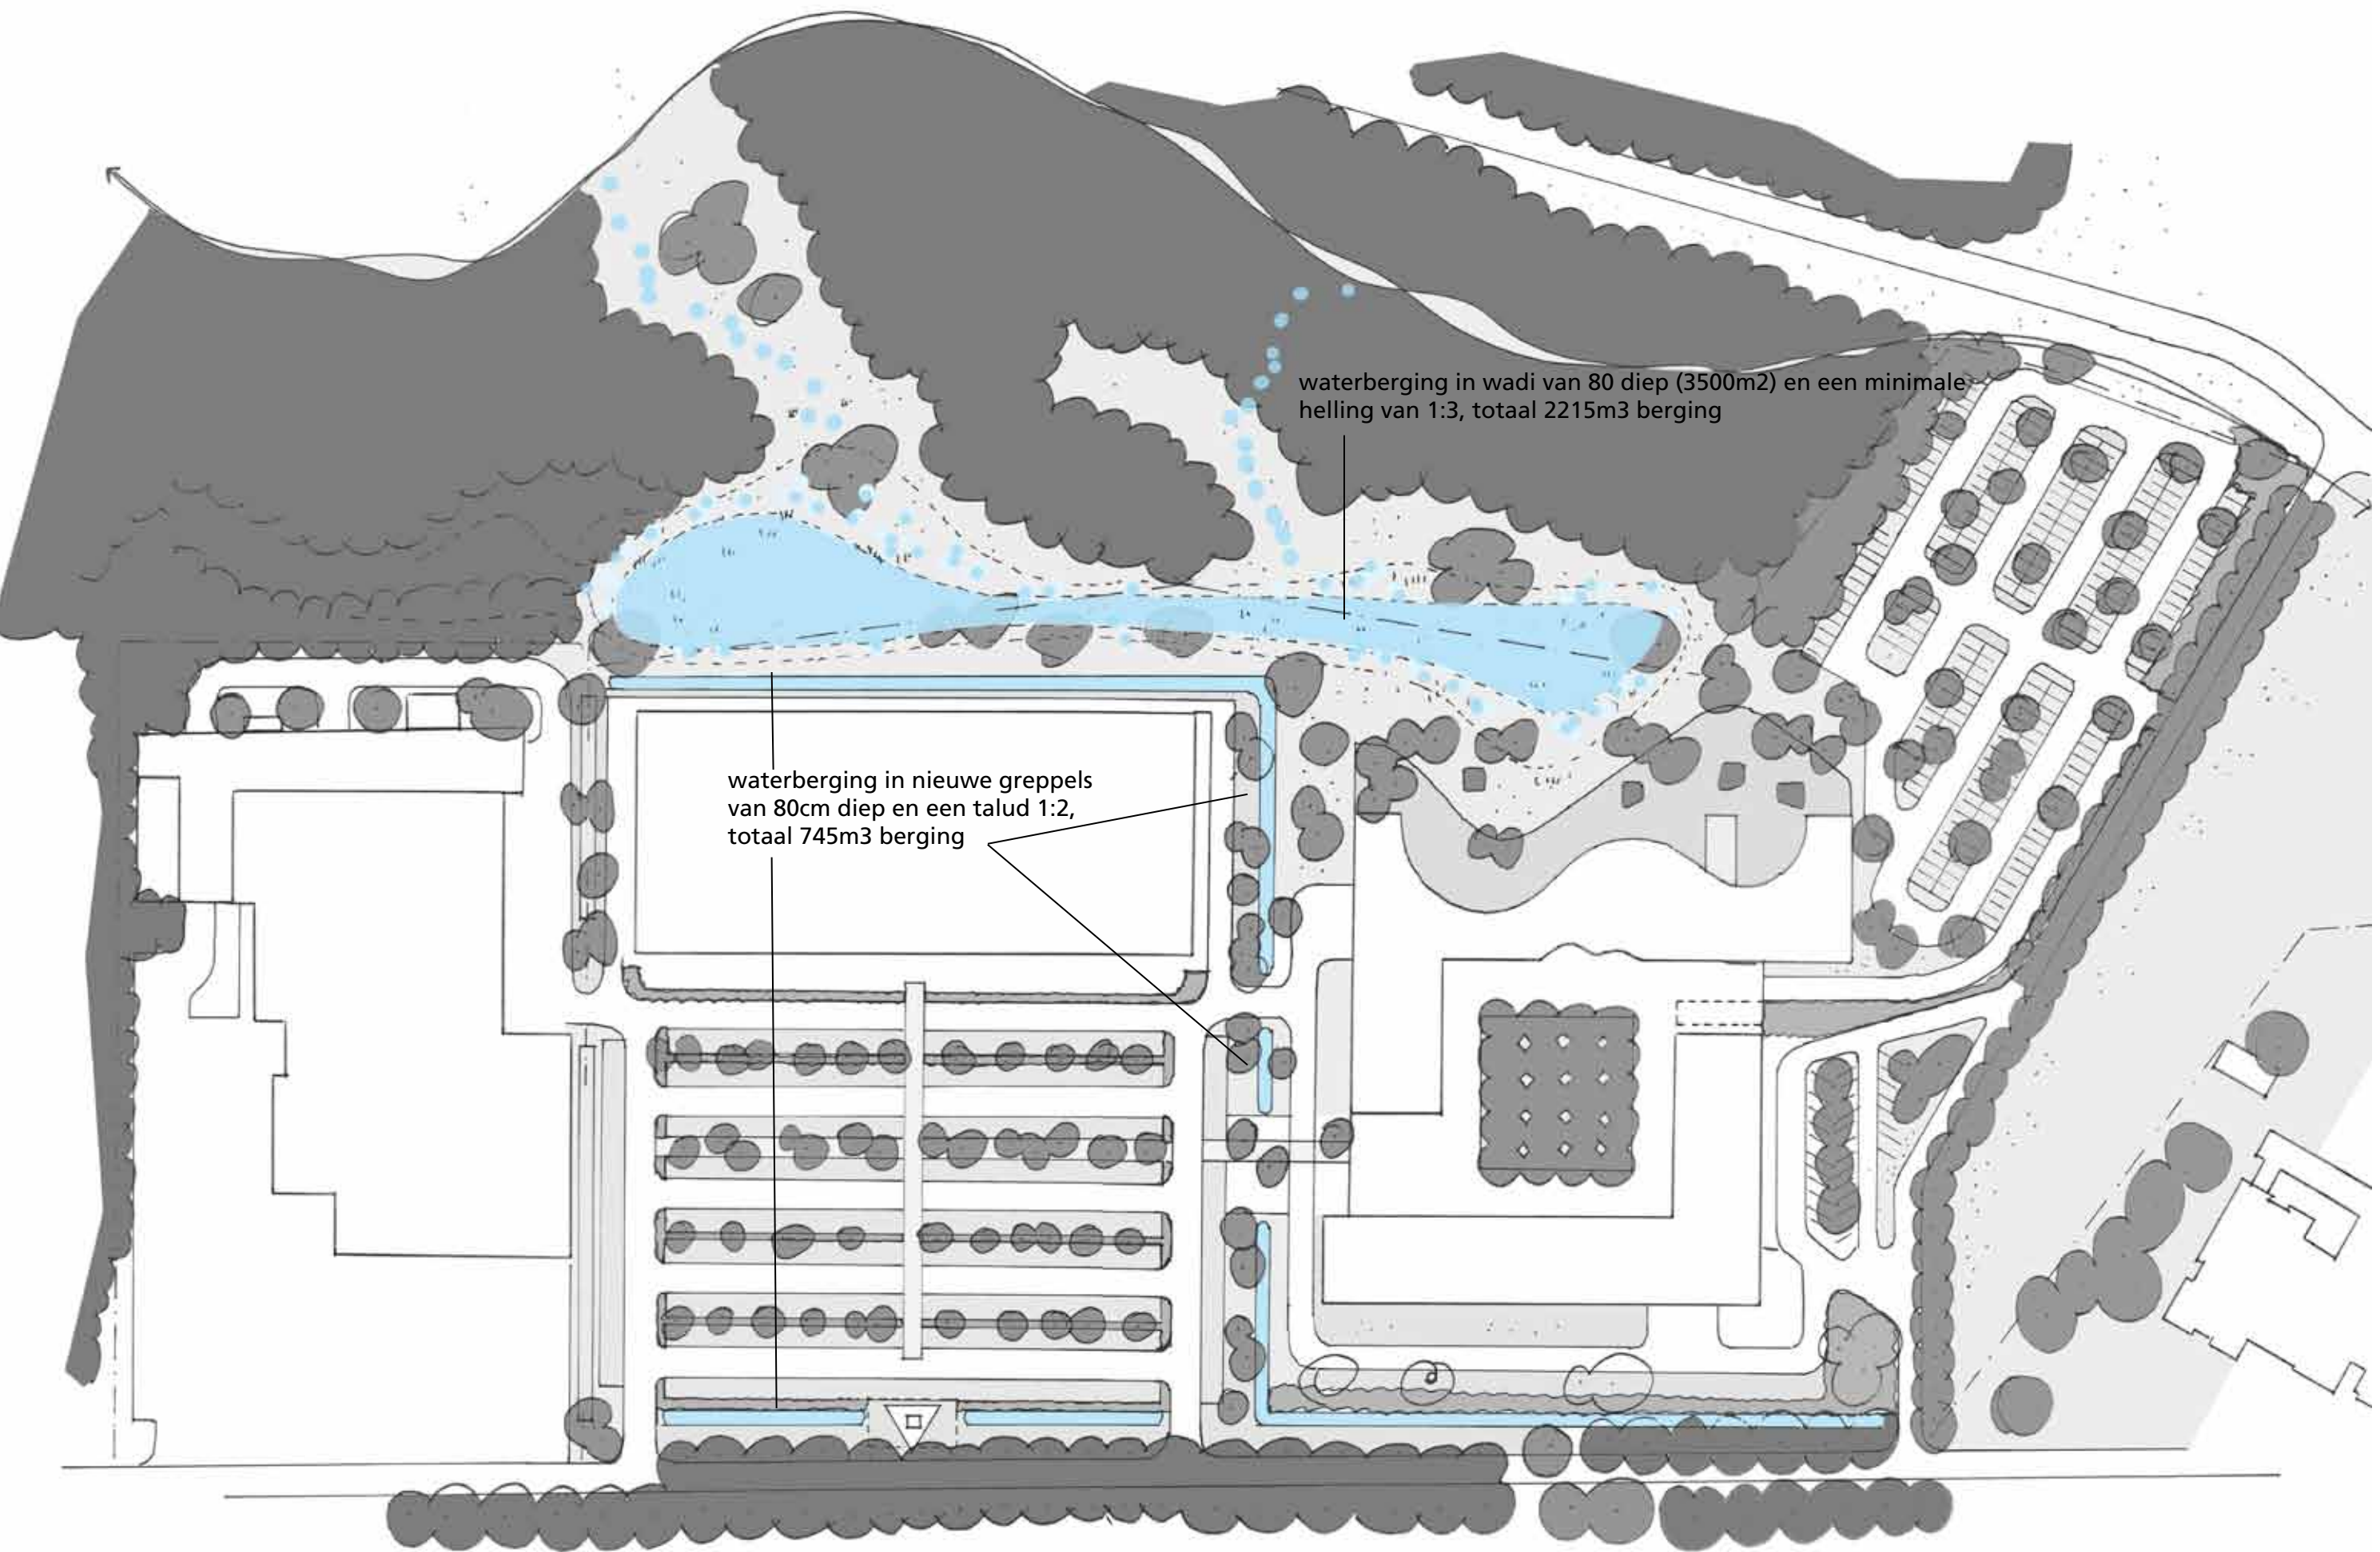 waterberging in wadi van 80 diep (3500m2) en een minimale
helling van 1:3, totaal 2215m3 berging
waterberging in nieuwe greppels
van 80cm diep en een talud 1:2,
totaal 745m3 berging